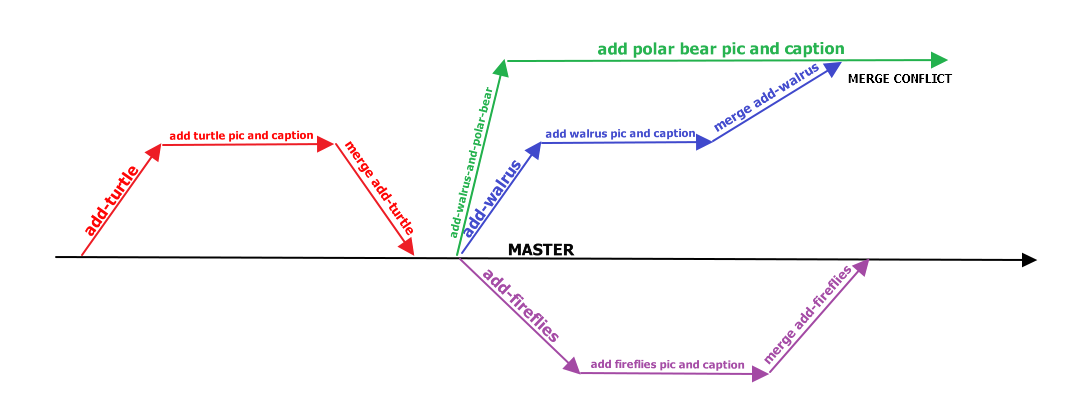 add polar bear pic and caption
MERGE CONFLICT
merge add-walrus
add-walrus-and-polar-bear
add walrus pic and caption
add turtle pic and caption
add-turtle
merge add-turtle
add-walrus
MASTER
add-fireflies
merge add-fireflies
add fireflies pic and caption